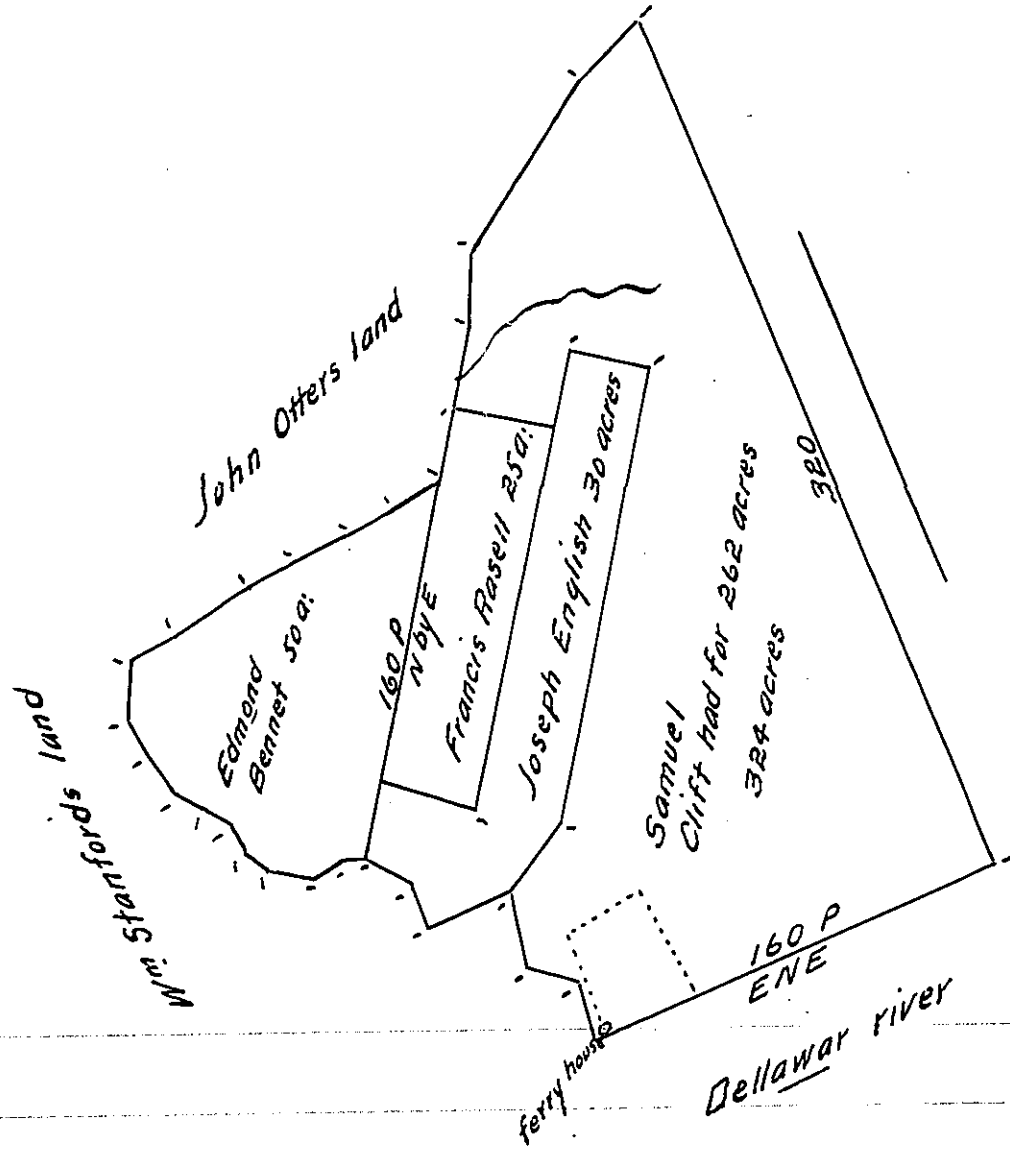 John Otters land
Wm: Stanfords land
Edmond
Bennet 50 a:
160 P
N by E
Francis Rasell 25 a:
Joseph English 30 acres
Samuel
Clift had for 262 acres
324 acres
320
160 P
ENE
ferry house
Dellawar river